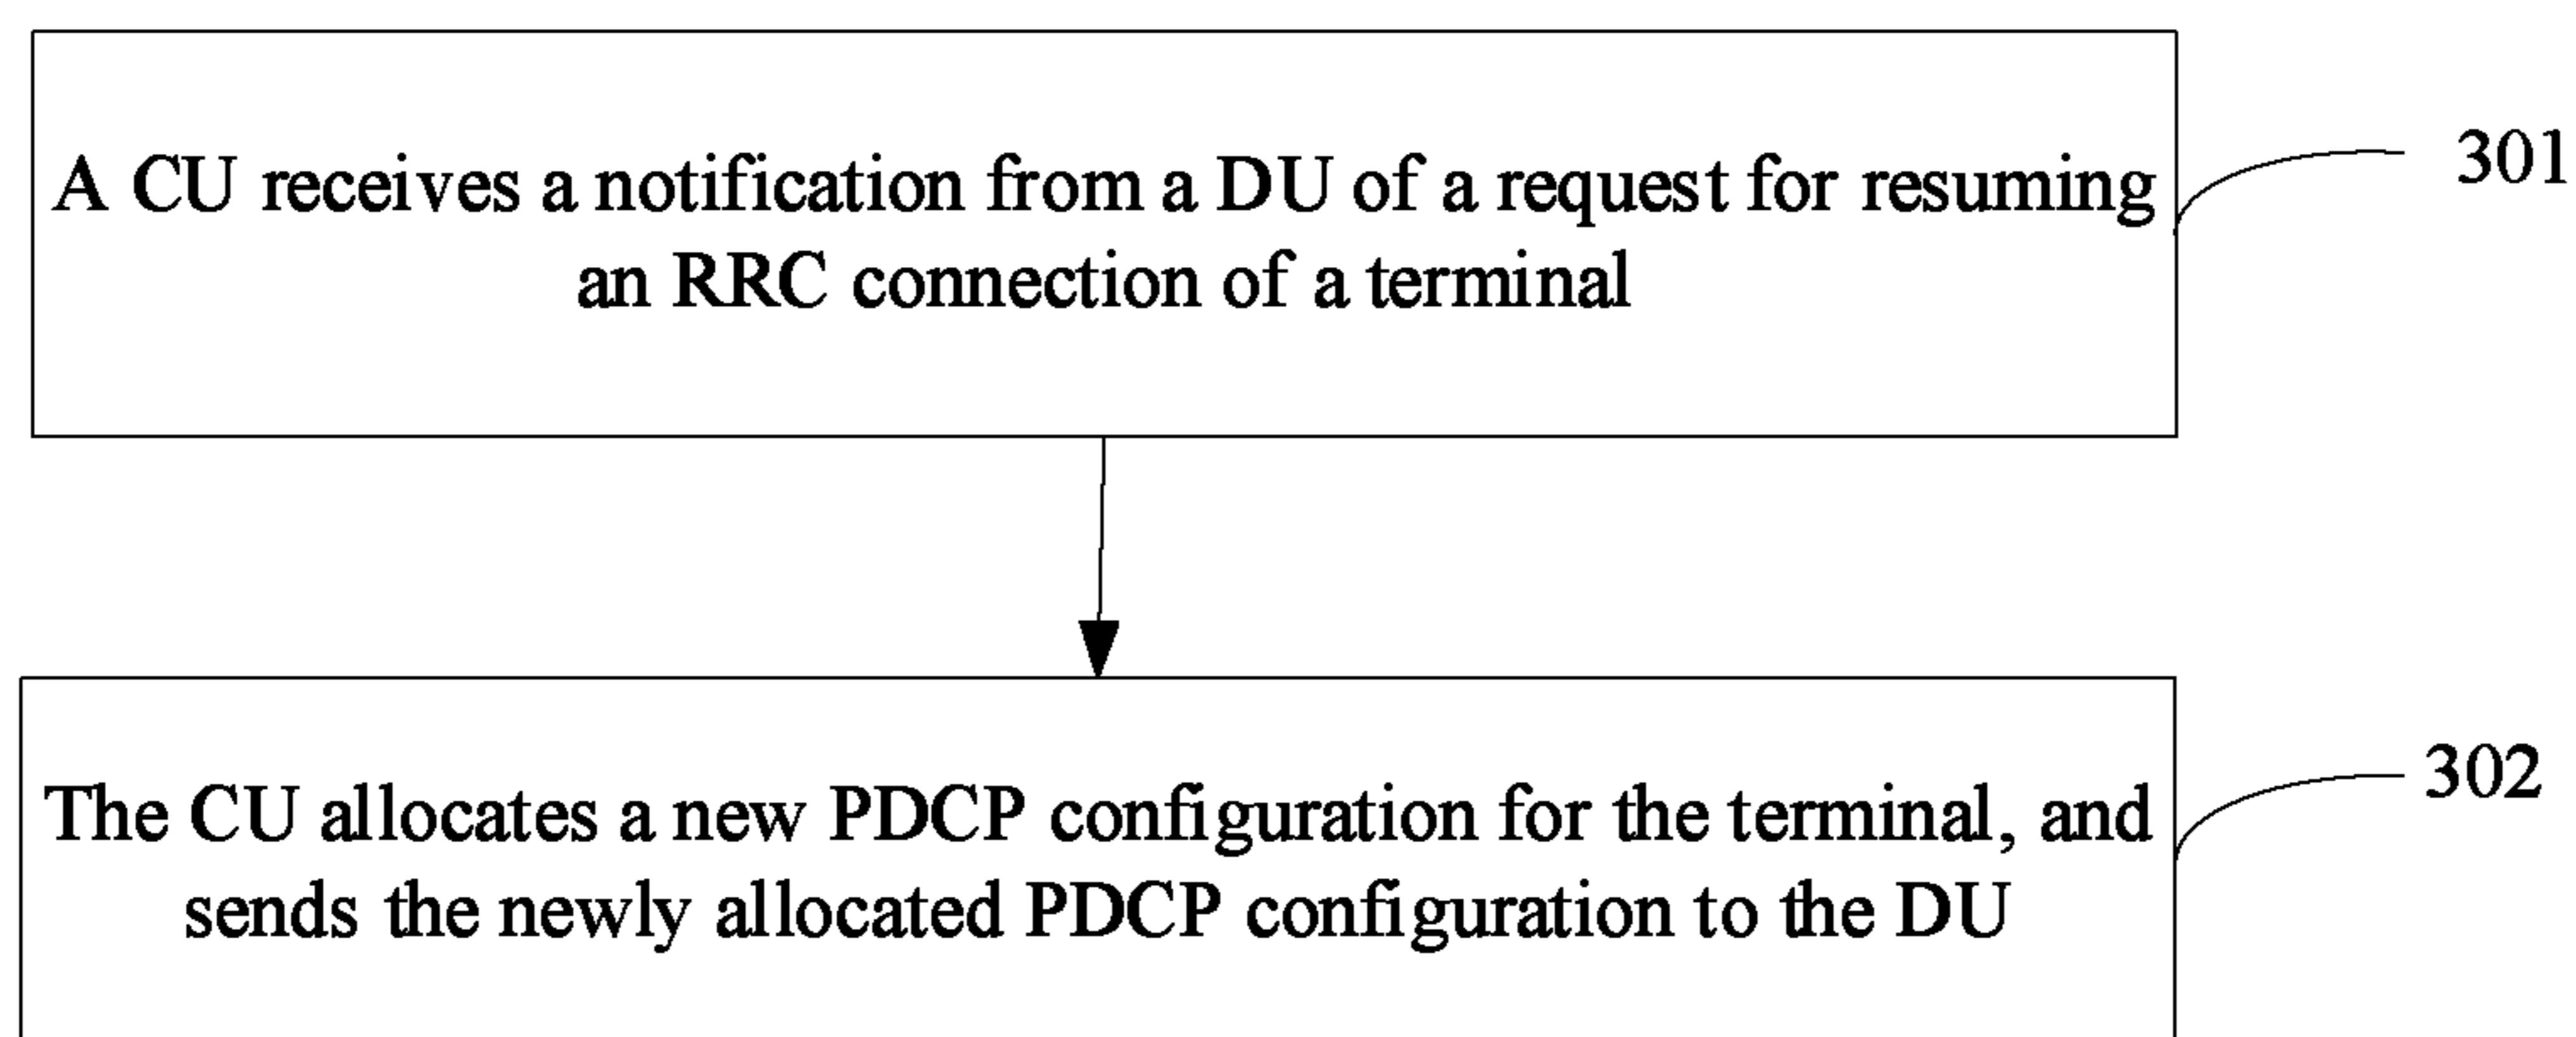 A CU receives a notification from a DU of a request for resuming
an RRC connection of a terminal
301
The CU allocates a new PDCP configuration for the terminal, and
sends the newly allocated PDCP configuration to the DU
302